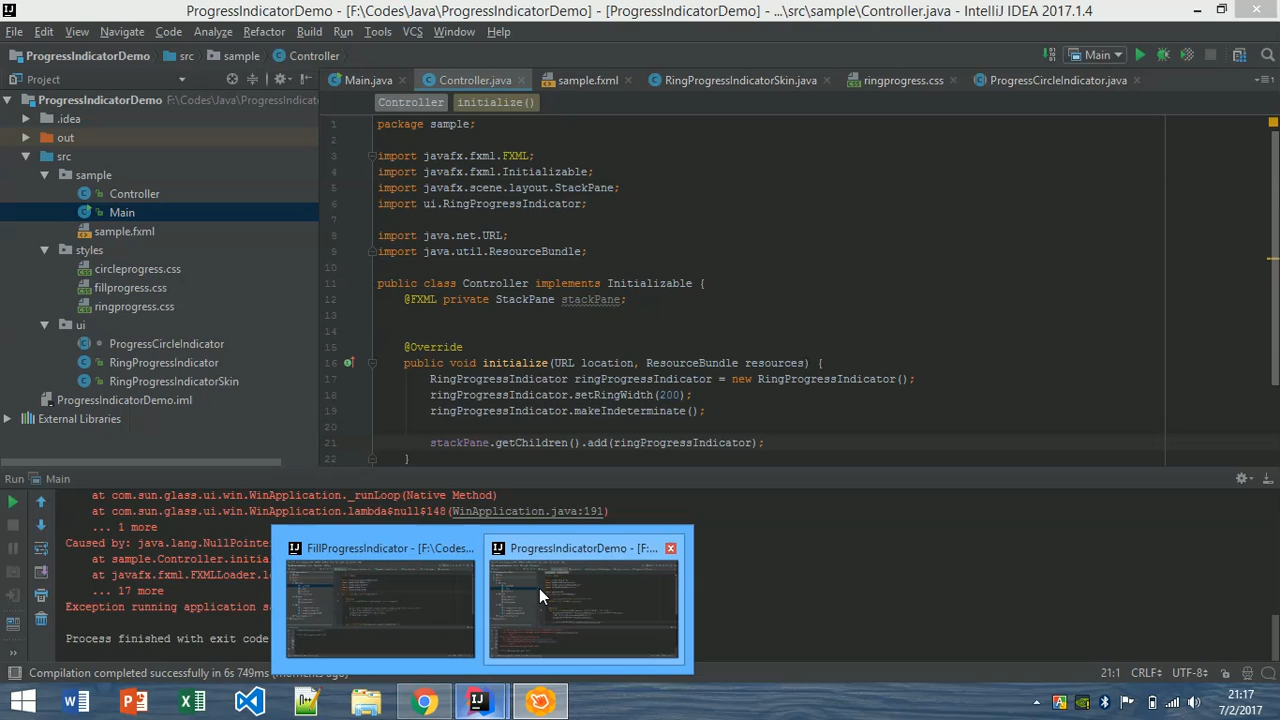 ProgressIndicatorDemo - [F:\Codes\Java\ProgressIndicatorDemo] - [ProgressIndicatorDemo] - ...\src\sample\Controller.java - IntelliJ IDEA 2017.1.4
File Edit View Navigate Code Analyze Refactor Build Run Tools VCS Window Help
ProgressIndicatorDemo src sample Controller Main
Project Main.java Controller.java sample.fxml RingProgressIndicatorSkin.java ringprogress.css ProgressCircleIndicator.java
ProgressIndicatorDemo F:\Codes\Java\ProgressIndicat
.idea
out
src
sample
Controller
Main
sample.fxml
styles
circleprogress.css
fillprogress.css
ringprogress.css
ui
ProgressCircleIndicator
RingProgressIndicator
RingProgressIndicatorSkin
ProgressIndicatorDemo.iml
External Libraries
Controller initialize()
1 package sample;
2
3 import javafx.fxml.FXML;
4 import javafx.fxml.Initializable;
5 import javafx.scene.layout.StackPane;
6 import ui.RingProgressIndicator;
7
8 import java.net.URL;
9 import java.util.ResourceBundle;
10
11 public class Controller implements Initializable {
12 @FXML private StackPane stackPane;
13
14
15 @Override
16 public void initialize(URL location, ResourceBundle resources) {
17 RingProgressIndicator ringProgressIndicator = new RingProgressIndicator();
18 ringProgressIndicator.setRingWidth(200);
19 ringProgressIndicator.makeIndeterminate();
20
21 stackPane.getChildren().add(ringProgressIndicator);
22 }
Run Main
at com.sun.glass.ui.win.WinApplication._runLoop(Native Method)
at com.sun.glass.ui.win.WinApplication.lambda$null$148(WinApplication.java:191)
... 1 more
Caused by: java.lang.NullPointe
at sample.Controller.initia
at javafx.fxml.FXMLLoader.lo
... 17 more
Exception running application s
Process finished with exit code
FillProgressIndicator - [F:\Codes... ProgressIndicatorDemo - [F:...
Compilation completed successfully in 6s 749ms (moments ago) 21:1 CRLF UTF-8
21:17
7/2/2017